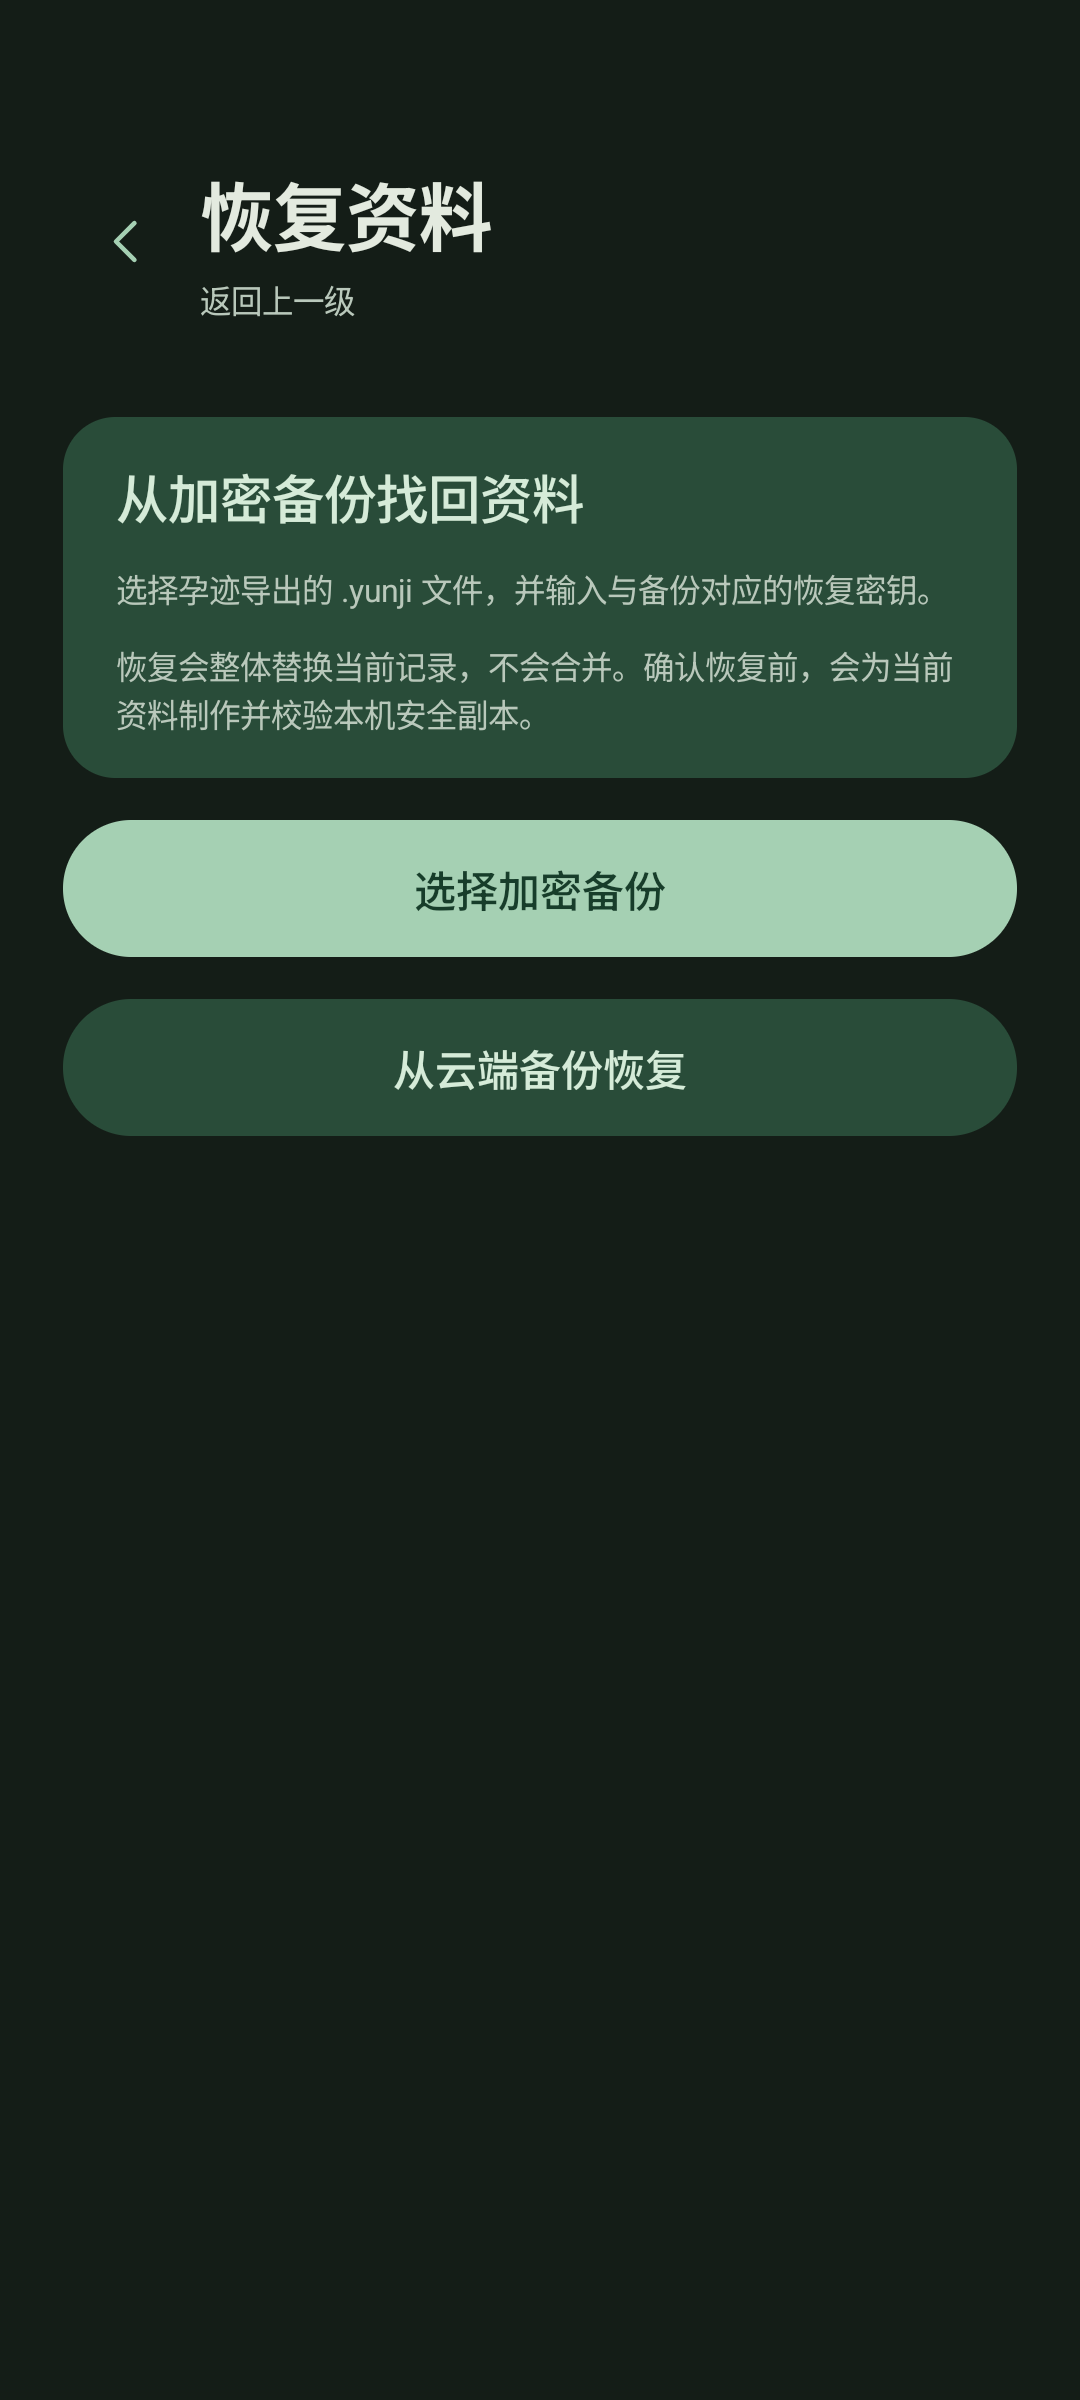 恢复资料
返回上一级
从加密备份找回资料
选择孕迹导出的 .yunji 文件，并输入与备份对应的恢复密钥。
恢复会整体替换当前记录，不会合并。确认恢复前，会为当前
资料制作并校验本机安全副本。
选择加密备份
从云端备份恢复